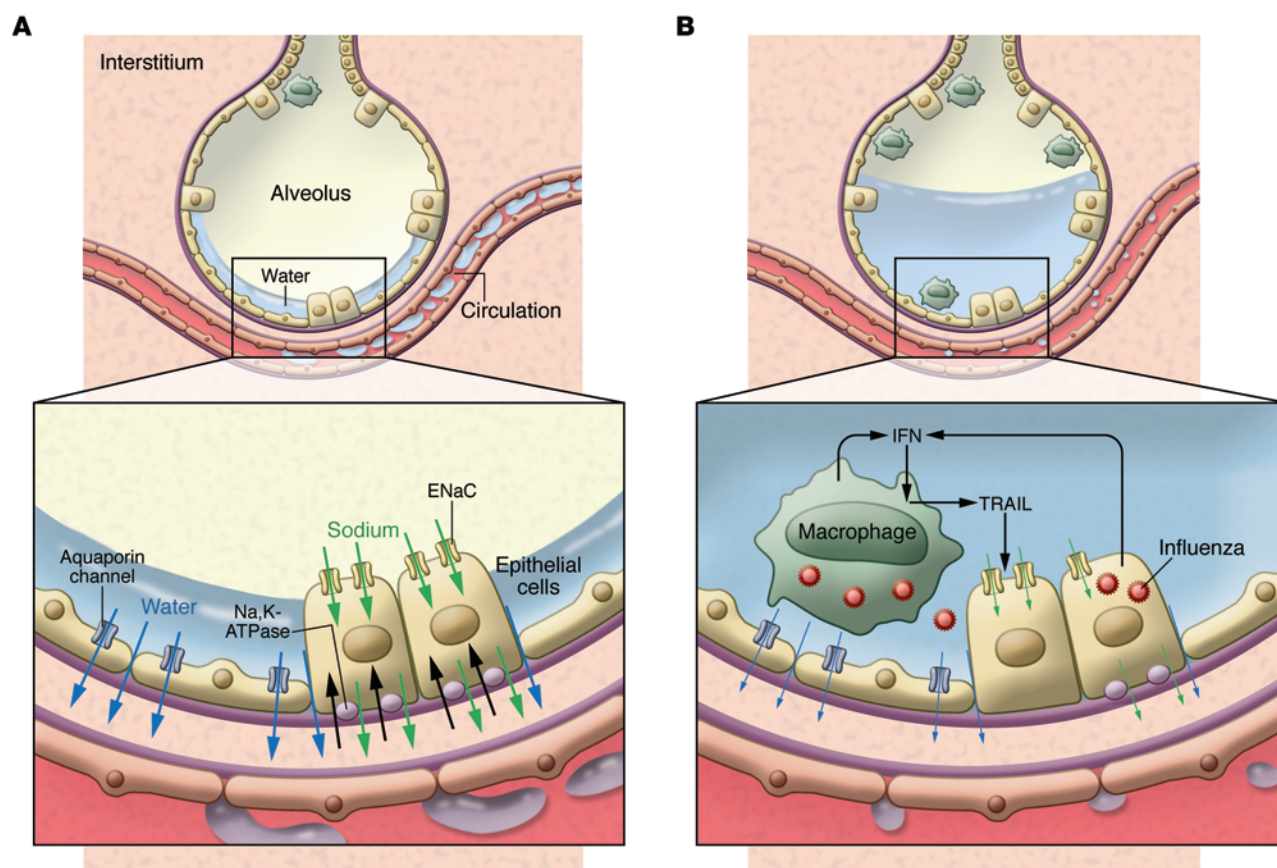 A
Interstitium
Alveolus
Water
Circulation
ENaC
Sodium
Aquaporin
channel
Epithelial
cells
Water
Na,K-
ATPase
B
IFN
TRAIL
Macrophage
Influenza